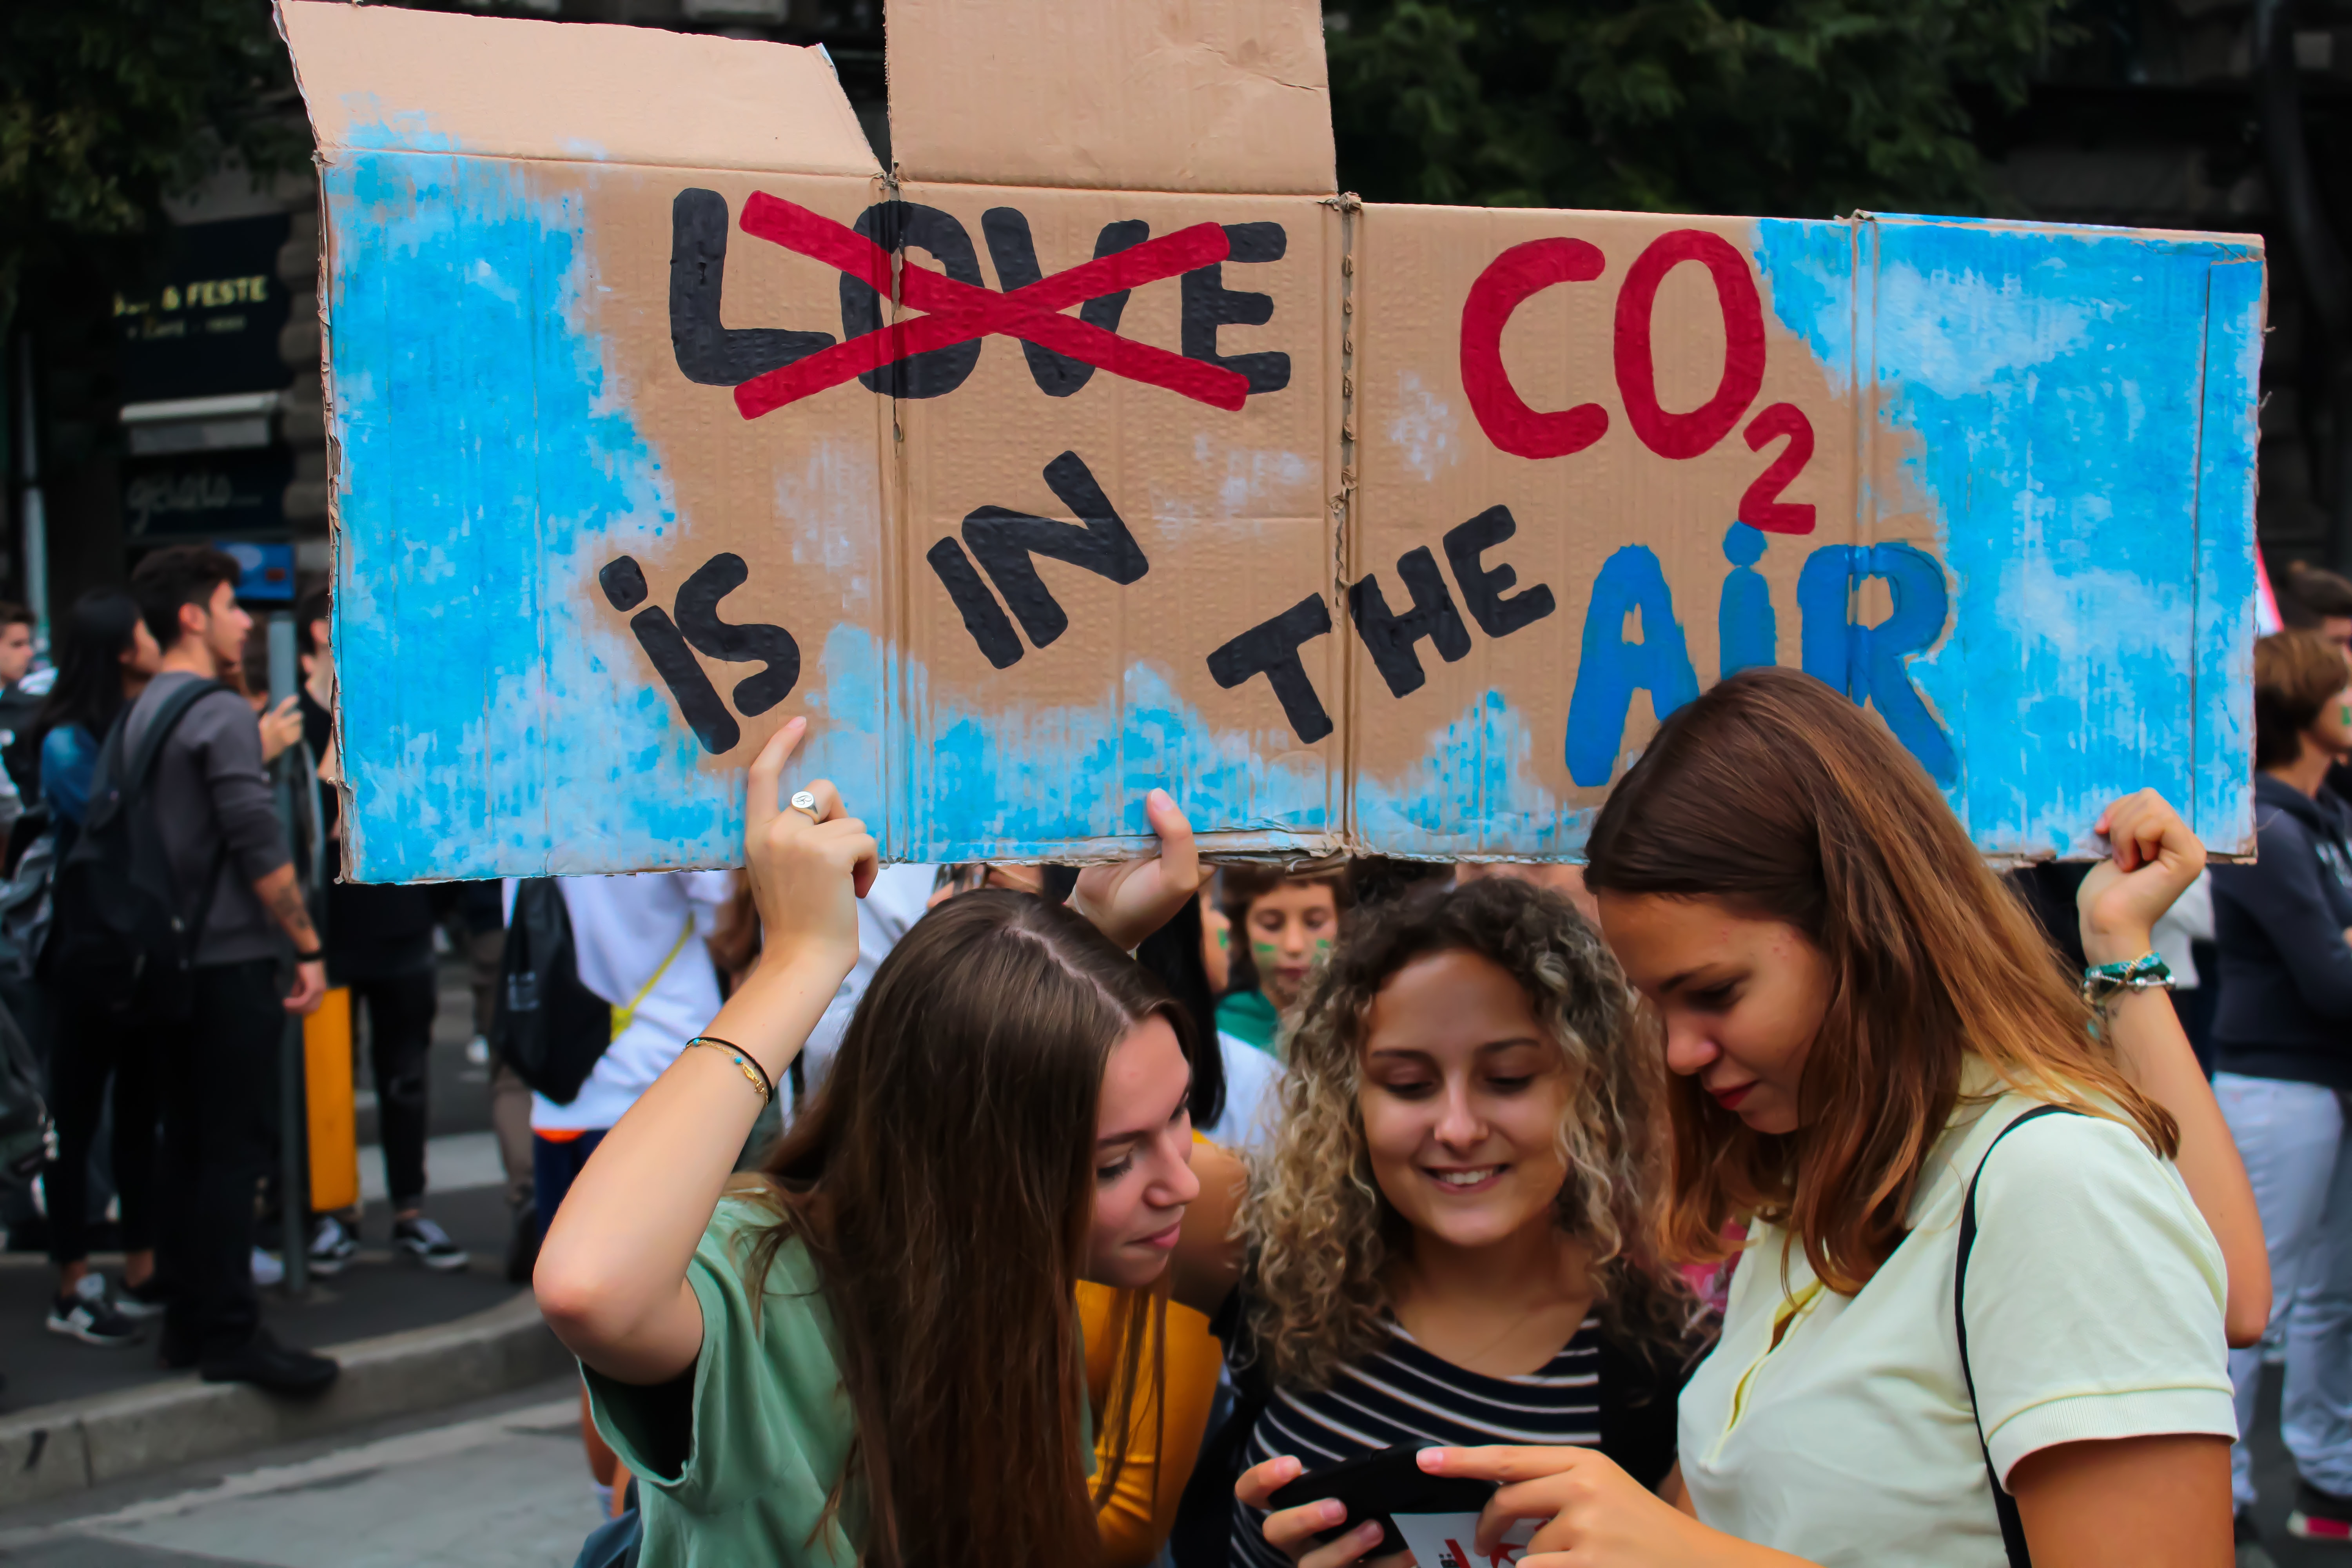 LOVE CO₂
iS IN THE AiR
& FESTE